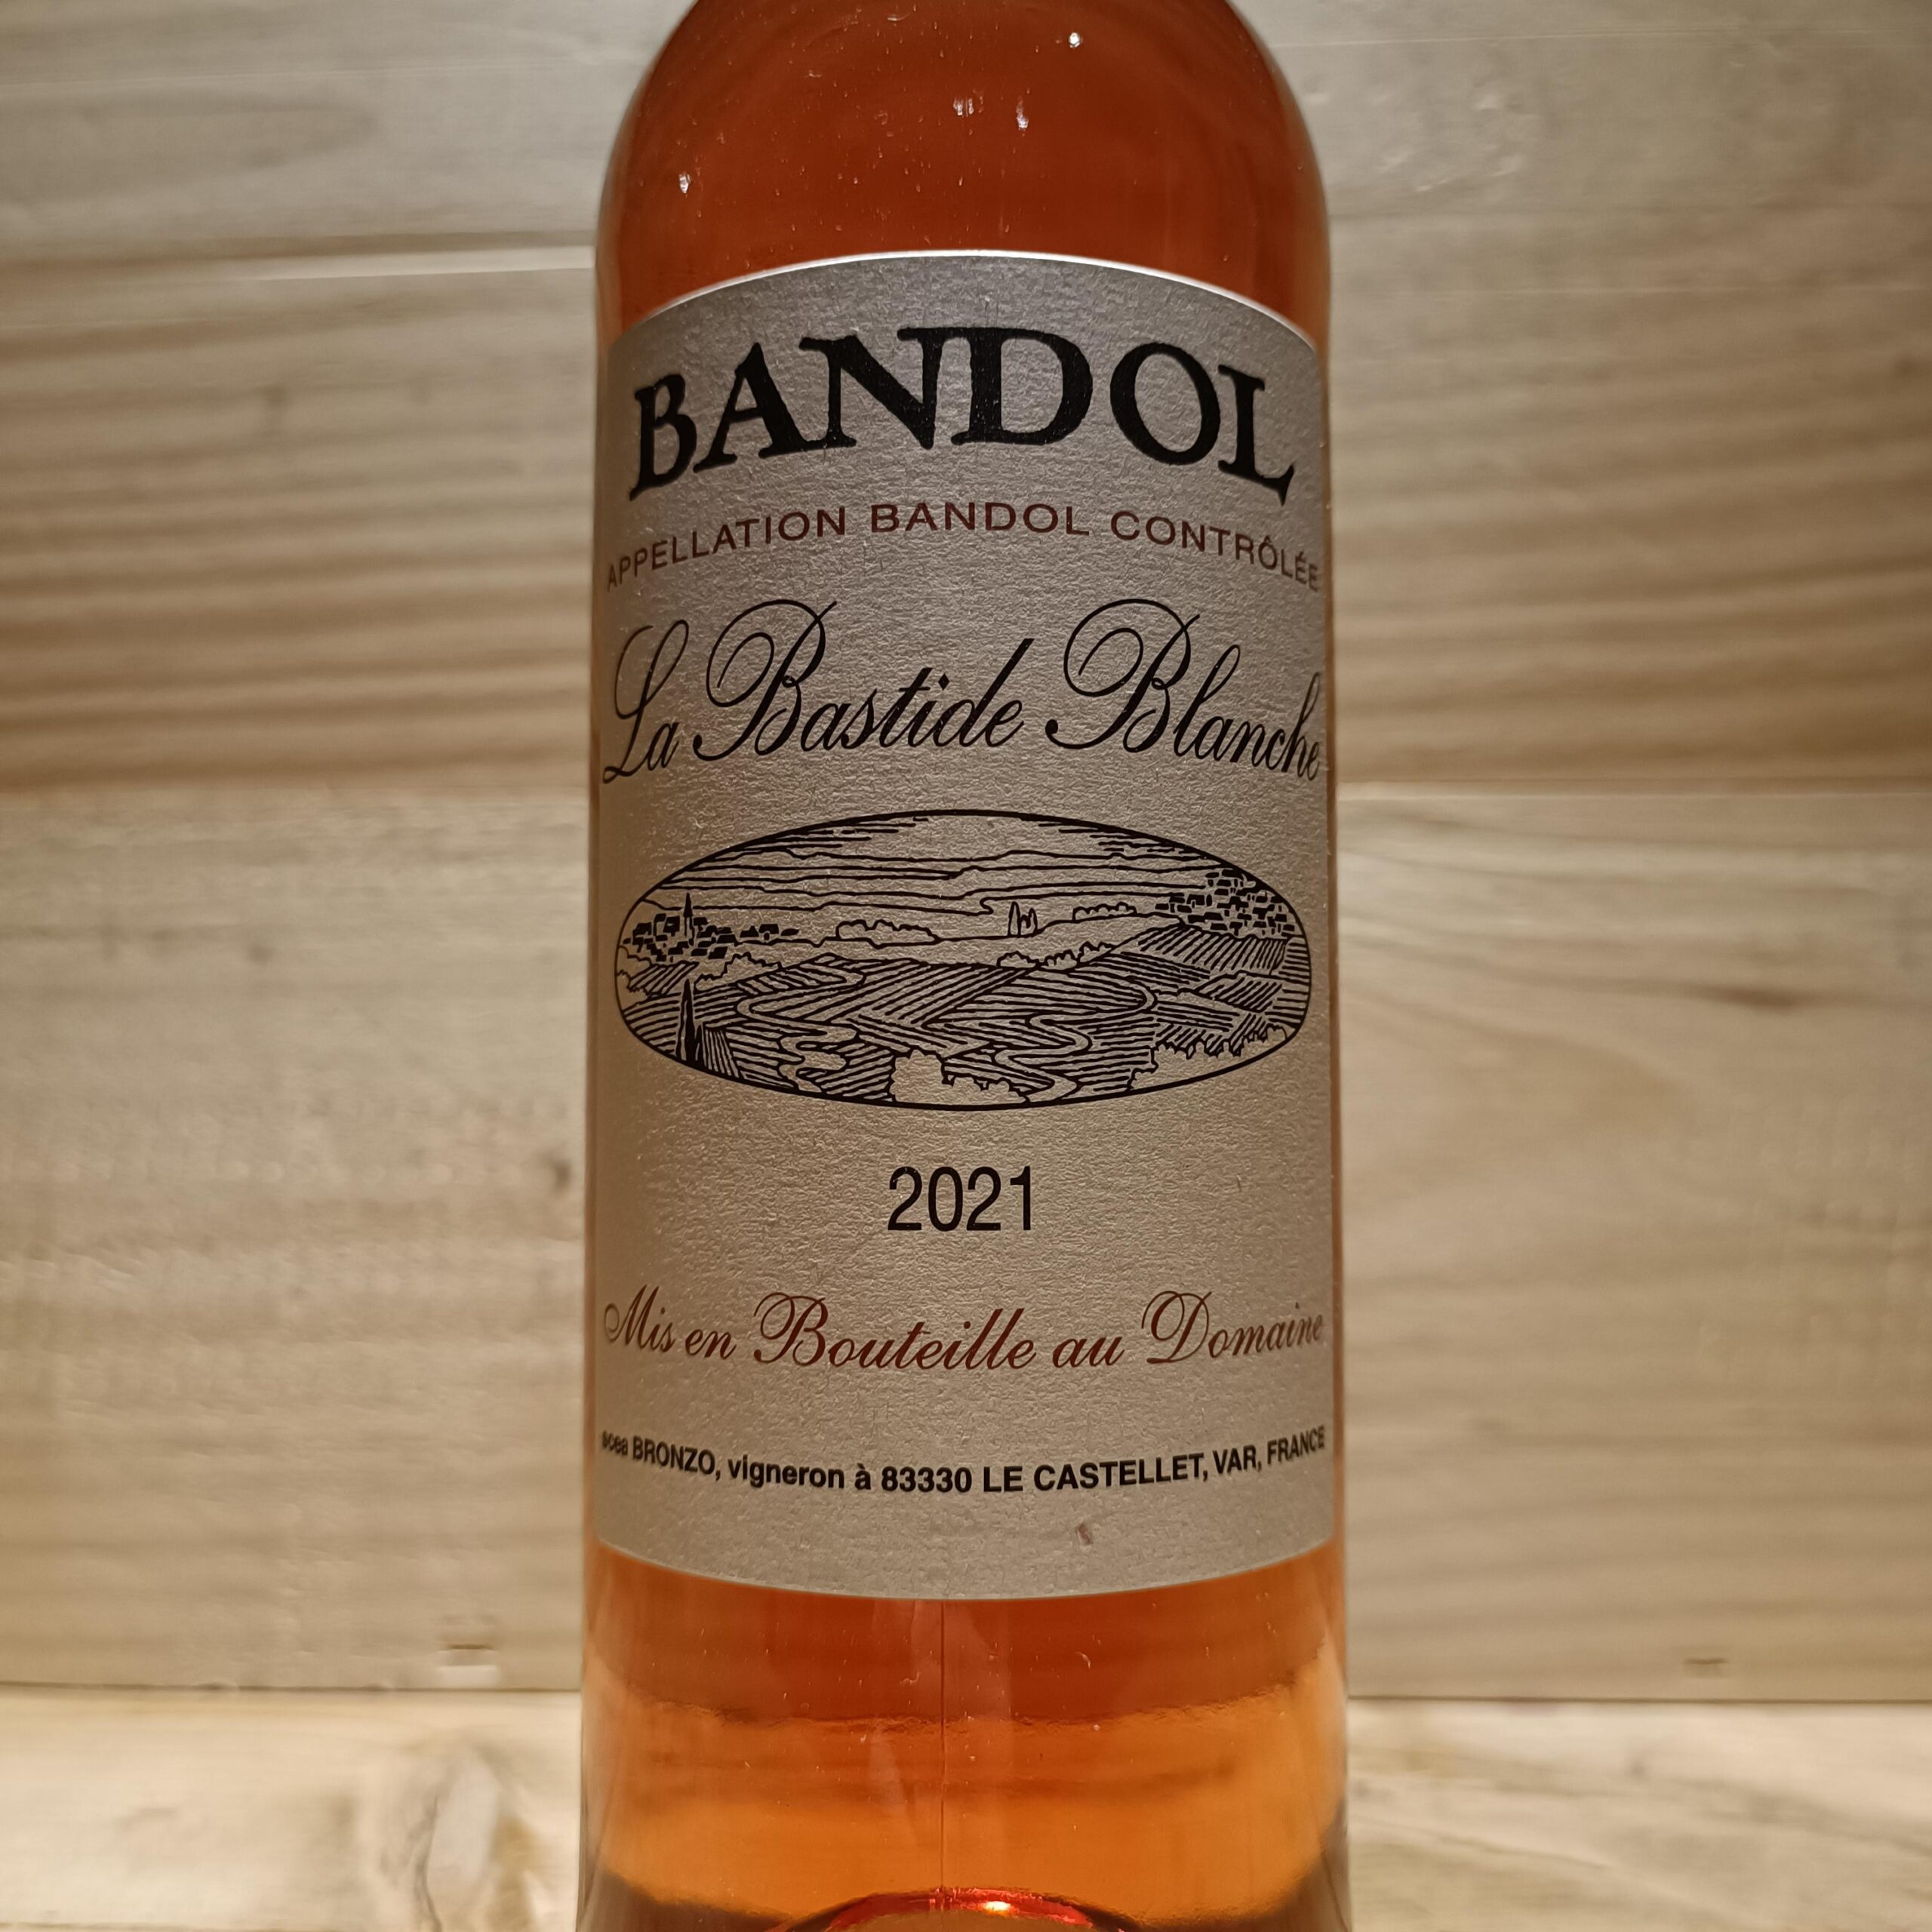 BANDOL
APPELLATION BANDOL CONTRÔLÉE
La Bastide Blanche
2021
Mis en Bouteille au Domaine
scea BRONZO, vigneron à 83330 LE CASTELLET, VAR, FRANCE